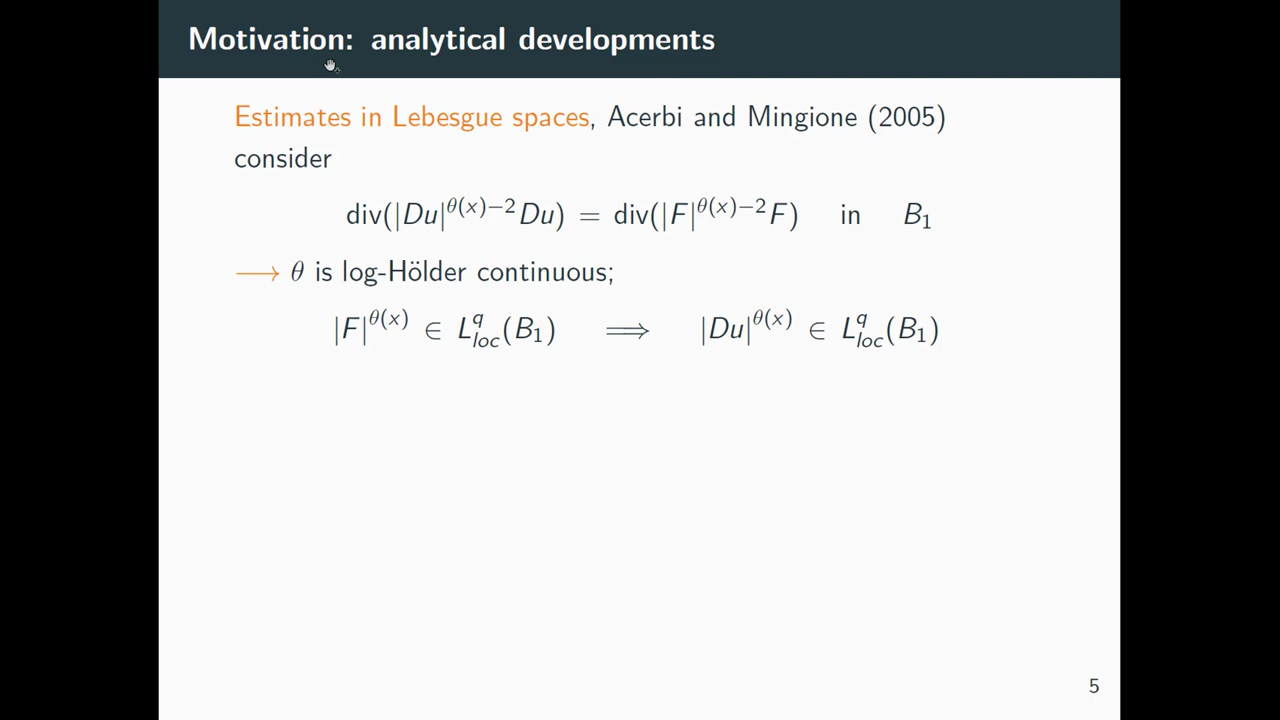 Motivation: analytical developments
Estimates in Lebesgue spaces, Acerbi and Mingione (2005)
consider
div(|Du|^{θ(x)−2}Du) = div(|F|^{θ(x)−2}F) in B_1
⟶ θ is log-Hölder continuous;
|F|^{θ(x)} ∈ L^q_{loc}(B_1) ⟹ |Du|^{θ(x)} ∈ L^q_{loc}(B_1)
5